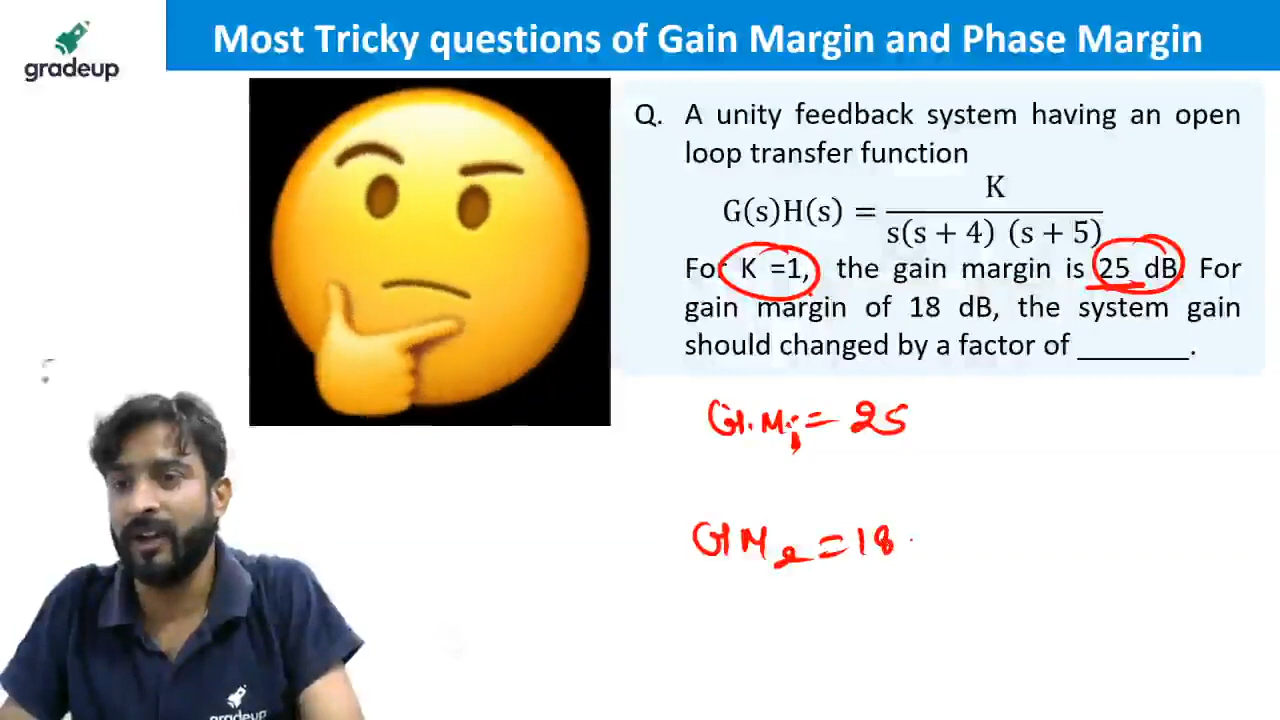 Most Tricky questions of Gain Margin and Phase Margin
gradeup
Q. A unity feedback system having an open
loop transfer function
G(s)H(s) = K / s(s + 4) (s + 5)
For K =1, the gain margin is 25 dB. For
gain margin of 18 dB, the system gain
should changed by a factor of _______.
G.M1 = 25
GM2 = 18
gradeup